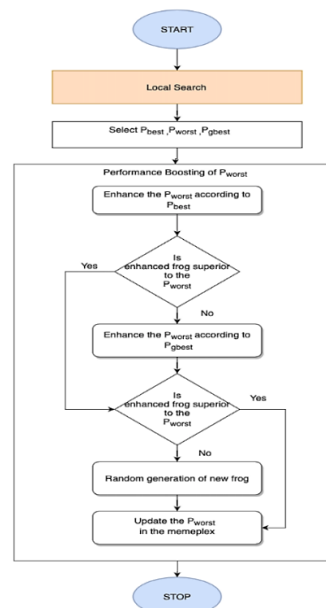 START
Local Search
Select Pbest ,Pworst ,Pgbest
Performance Boosting of Pworst
Enhance the Pworst according to
Pbest
Is
enhanced frog superior
to the
Pworst
Yes
No
Enhance the Pworst according to
Pgbest
Is
enhanced frog superior
to the
Pworst
Yes
No
Random generation of new frog
Update the Pworst
in the memeplex
STOP